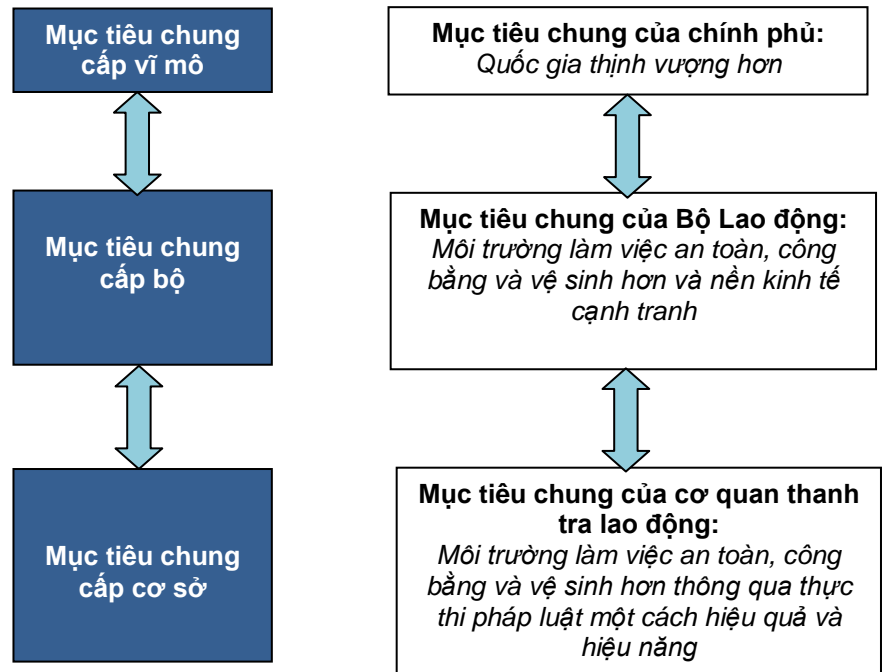 Mục tiêu chung
cấp vĩ mô
Mục tiêu chung của chính phủ:
Quốc gia thịnh vượng hơn
Mục tiêu chung
cấp bộ
Mục tiêu chung của Bộ Lao động:
Môi trường làm việc an toàn, công
bằng và vệ sinh hơn và nền kinh tế
cạnh tranh
Mục tiêu chung
cấp cơ sở
Mục tiêu chung của cơ quan thanh
tra lao động:
Môi trường làm việc an toàn, công
bằng và vệ sinh hơn thông qua thực
thi pháp luật một cách hiệu quả và
hiệu năng